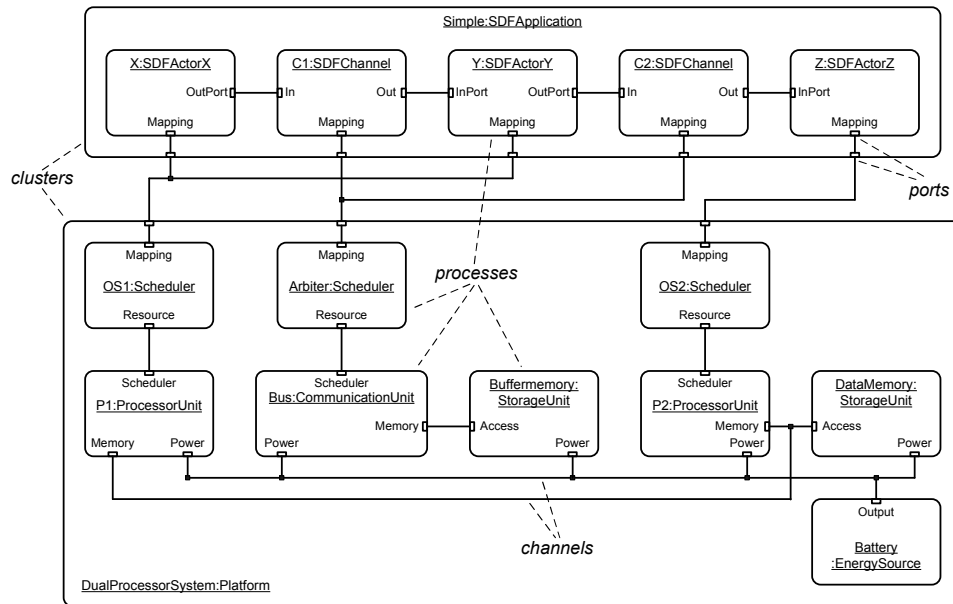 Simple:SDFApplication
X:SDFActorX
C1:SDFChannel
Y:SDFActorY
C2:SDFChannel
Z:SDFActorZ
OutPort
In
Out
InPort
OutPort
In
Out
InPort
Mapping
Mapping
Mapping
Mapping
Mapping
clusters
ports
Mapping
OS1:Scheduler
Resource
Mapping
Arbiter:Scheduler
Resource
processes
Mapping
OS2:Scheduler
Resource
Scheduler
P1:ProcessorUnit
Memory
Power
Scheduler
Bus:CommunicationUnit
Memory
Power
Buffermemory:
StorageUnit
Access
Power
Scheduler
P2:ProcessorUnit
Memory
Power
DataMemory:
StorageUnit
Access
Power
channels
Output
Battery
:EnergySource
DualProcessorSystem:Platform